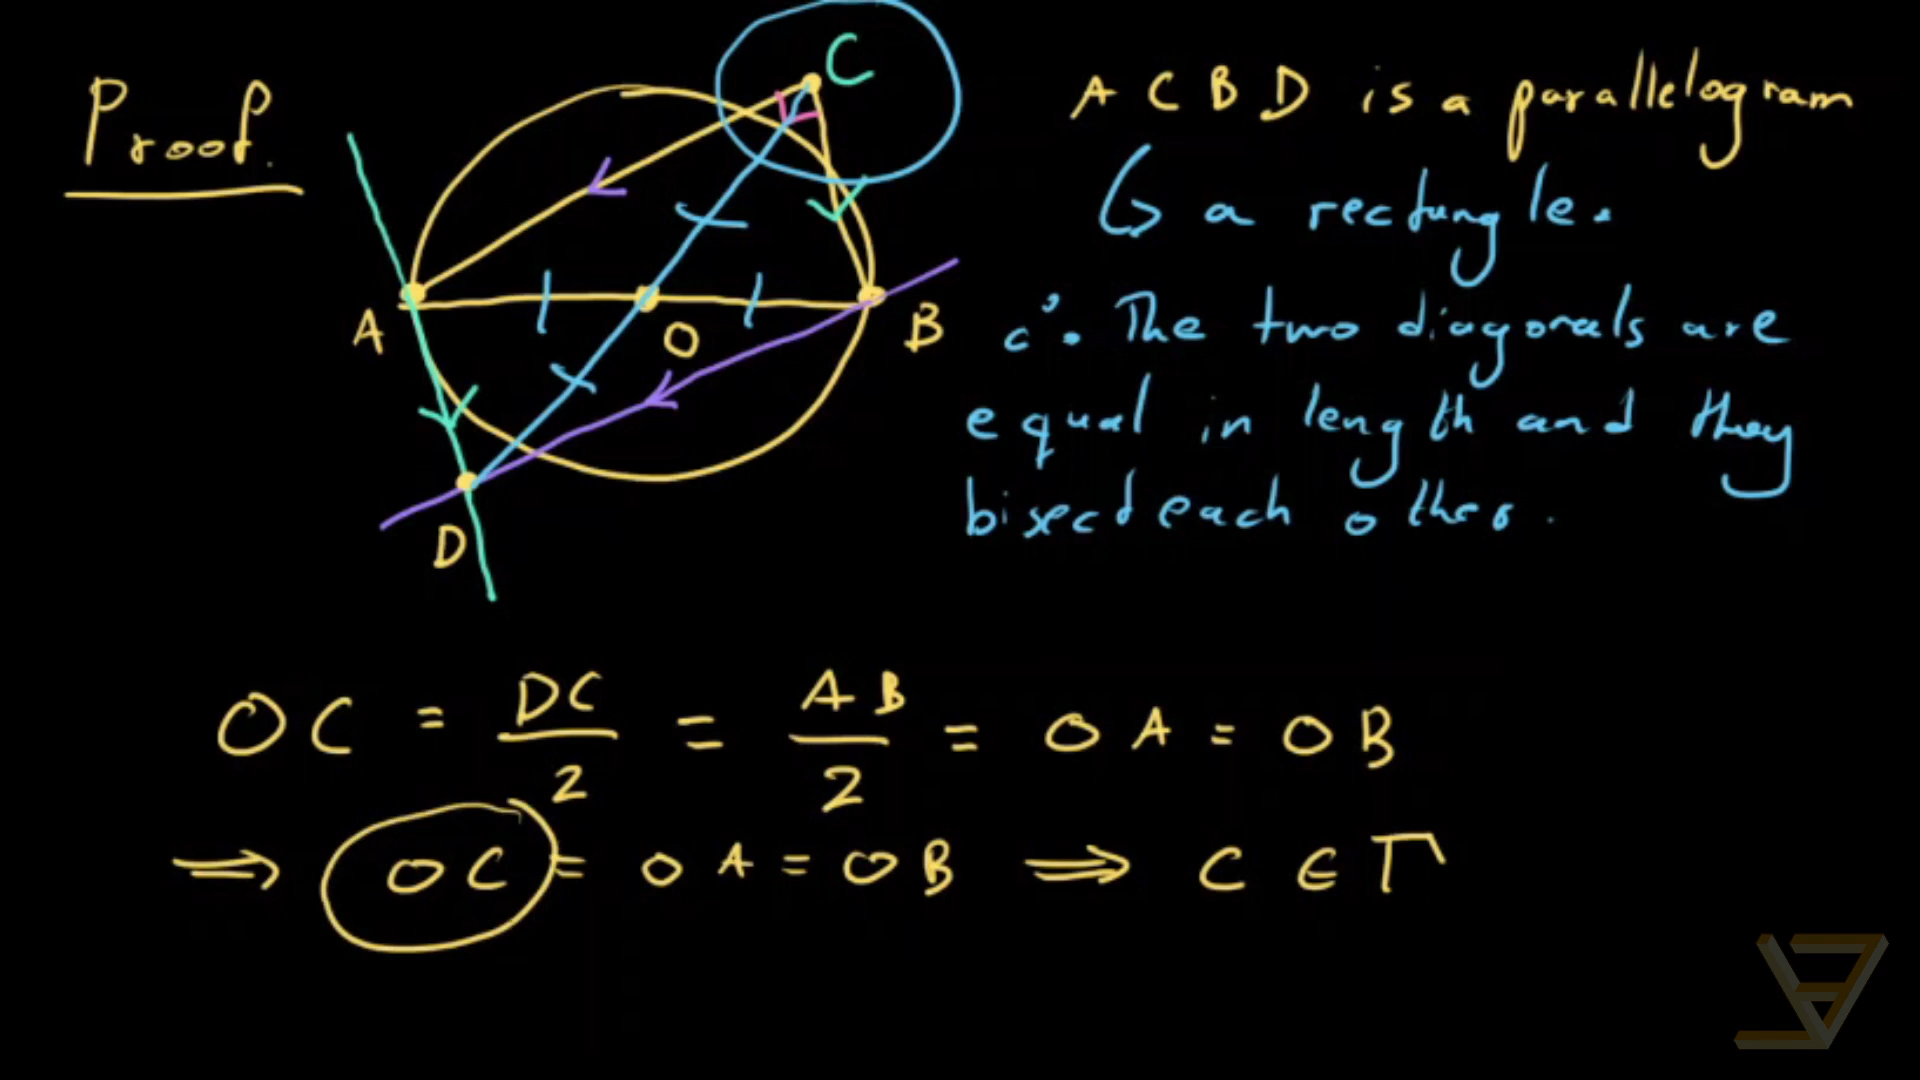 Proof.
C
A
O
B
D
ACBD is a parallelogram
↳ a rectangle.
c°. The two diagonals are
equal in length and they
bisect each other.
OC = DC/2 = AB/2 = OA = OB
⇒ OC = OA = OB ⇒ C ∈ Γ